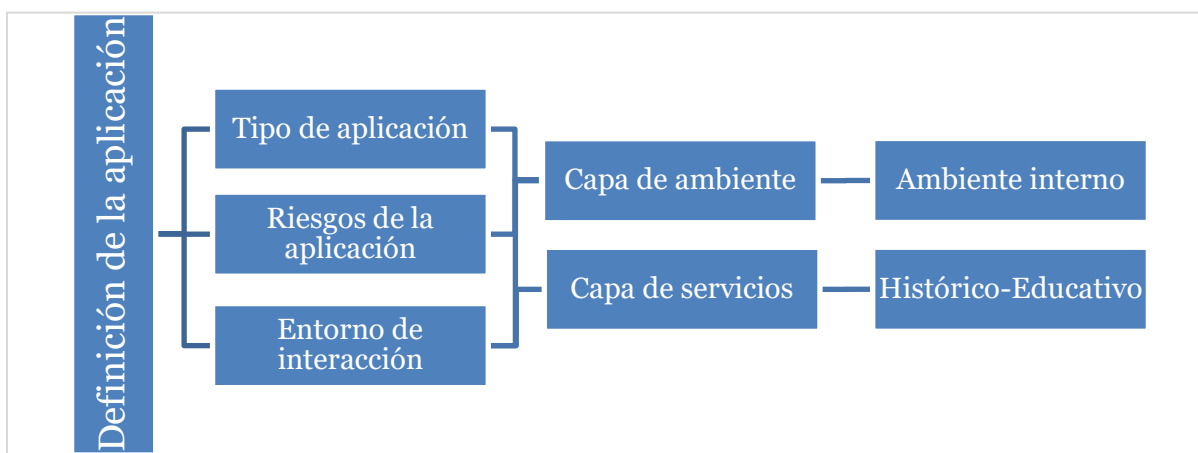 Definición de la aplicación
Tipo de aplicación
Riesgos de la
aplicación
Entorno de
interacción
Capa de ambiente
Capa de servicios
Ambiente interno
Histórico-Educativo